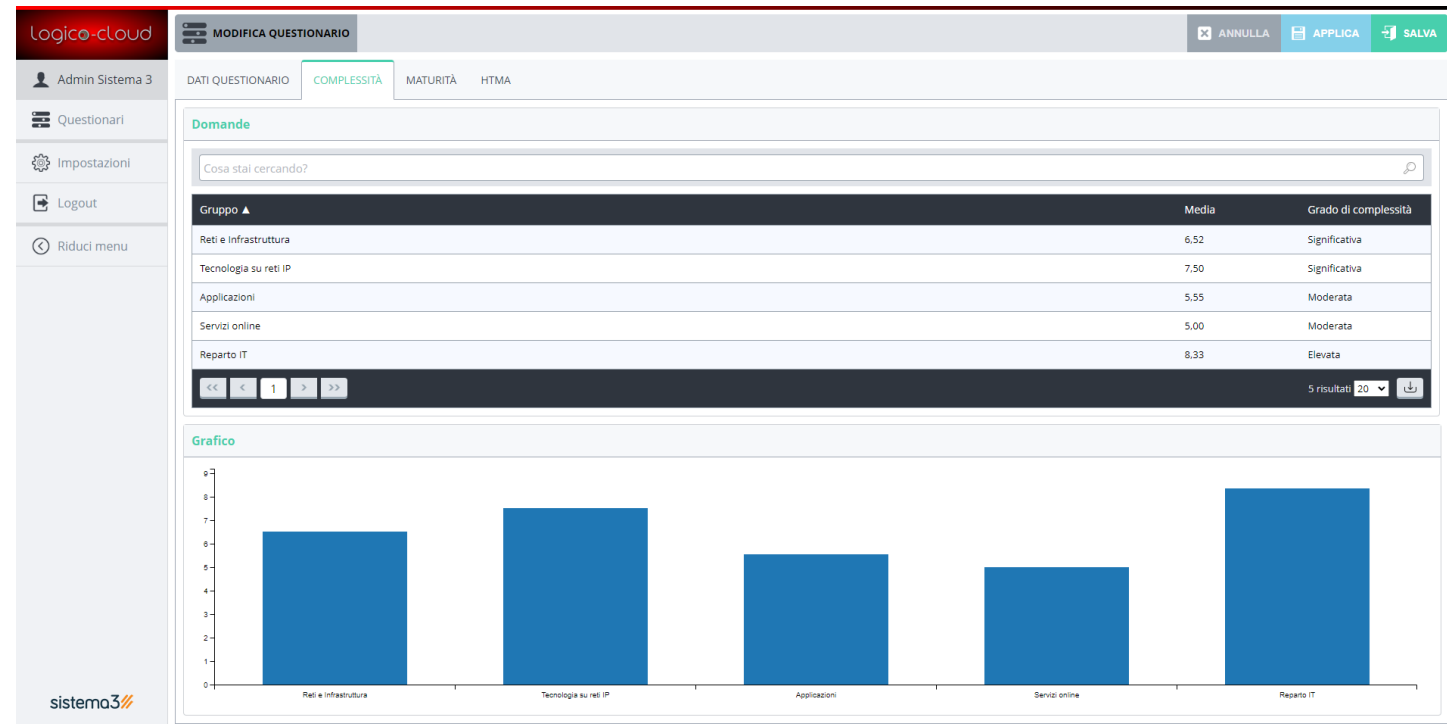 Logico-cloud
MODIFICA QUESTIONARIO
ANNULLA
APPLICA
SALVA
Admin Sistema 3
Questionari
Impostazioni
Logout
Riduci menu
DATI QUESTIONARIO COMPLESSITÀ MATURITÀ HTMA
Domande
Cosa stai cercando?
Gruppo ▲ Media Grado di complessità
Reti e Infrastruttura 6,52 Significativa
Tecnologia su reti IP 7,50 Significativa
Applicazioni 5,55 Moderata
Servizi online 5,00 Moderata
Reparto IT 8,33 Elevata
<< < 1 > >> 5 risultati 20
Grafico
9
8
7
6
5
4
3
2
1
0
Reti e Infrastruttura Tecnologia su reti IP Applicazioni Servizi online Reparto IT
sistema3